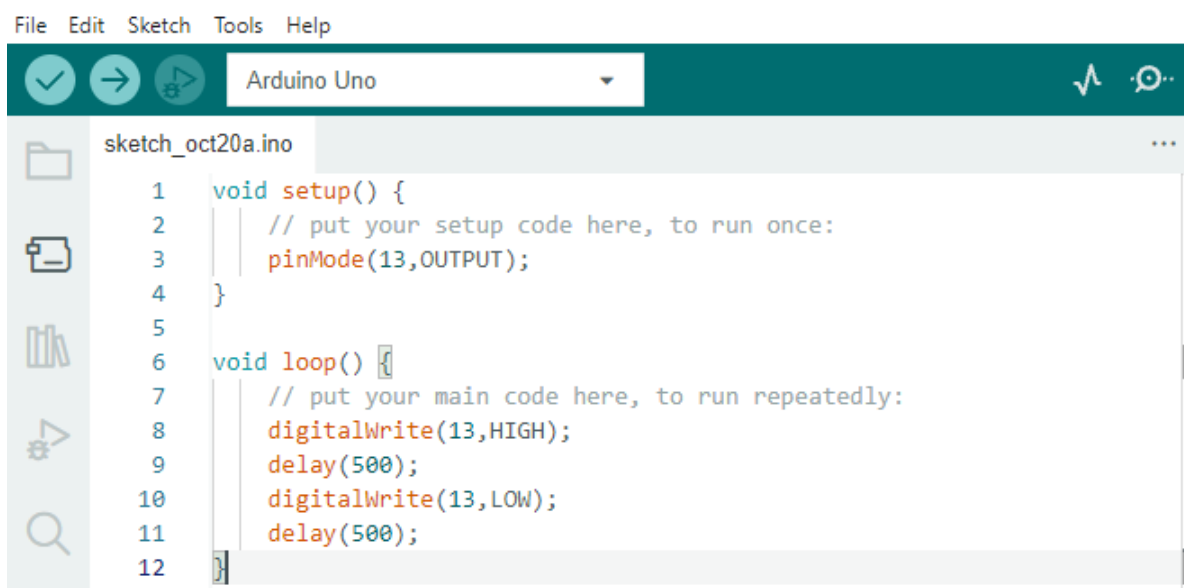 File Edit Sketch Tools Help
Arduino Uno
sketch_oct20a.ino
1 void setup() {
2 // put your setup code here, to run once:
3 pinMode(13,OUTPUT);
4 }
5
6 void loop() {
7 // put your main code here, to run repeatedly:
8 digitalWrite(13,HIGH);
9 delay(500);
10 digitalWrite(13,LOW);
11 delay(500);
12 }